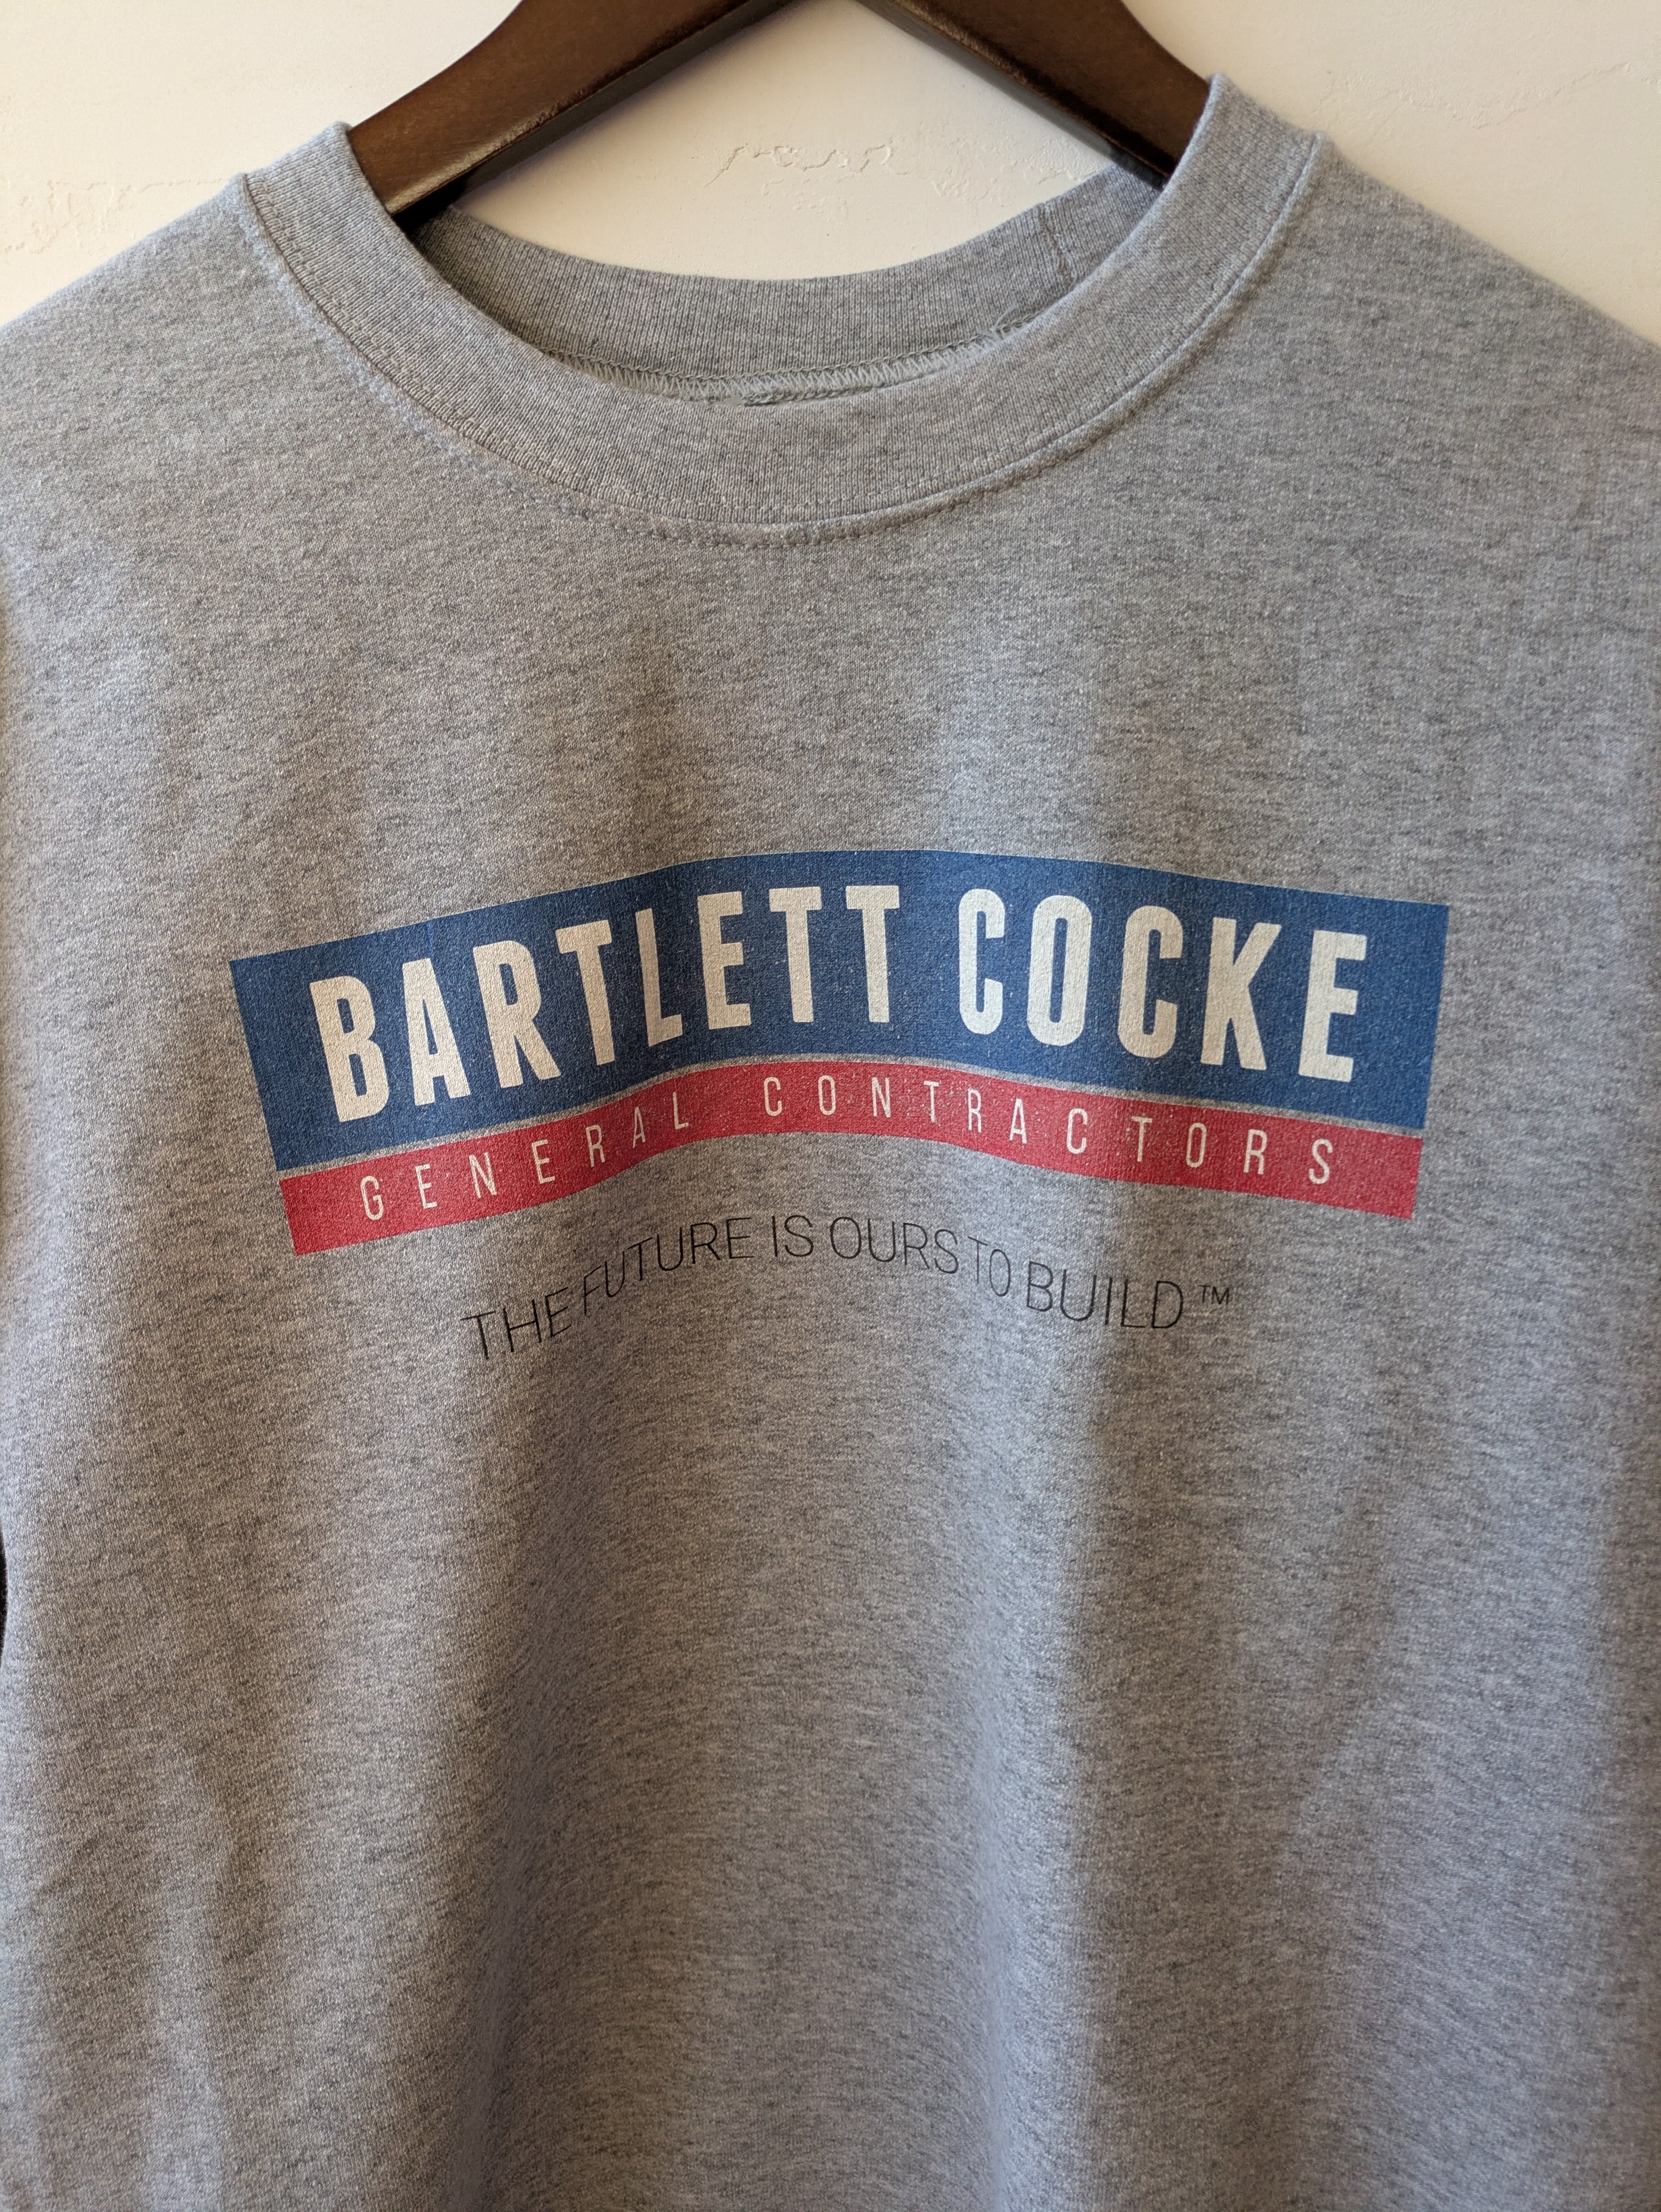 BARTLETT COCKE
GENERAL CONTRACTORS
THE FUTURE IS OURS TO BUILD™